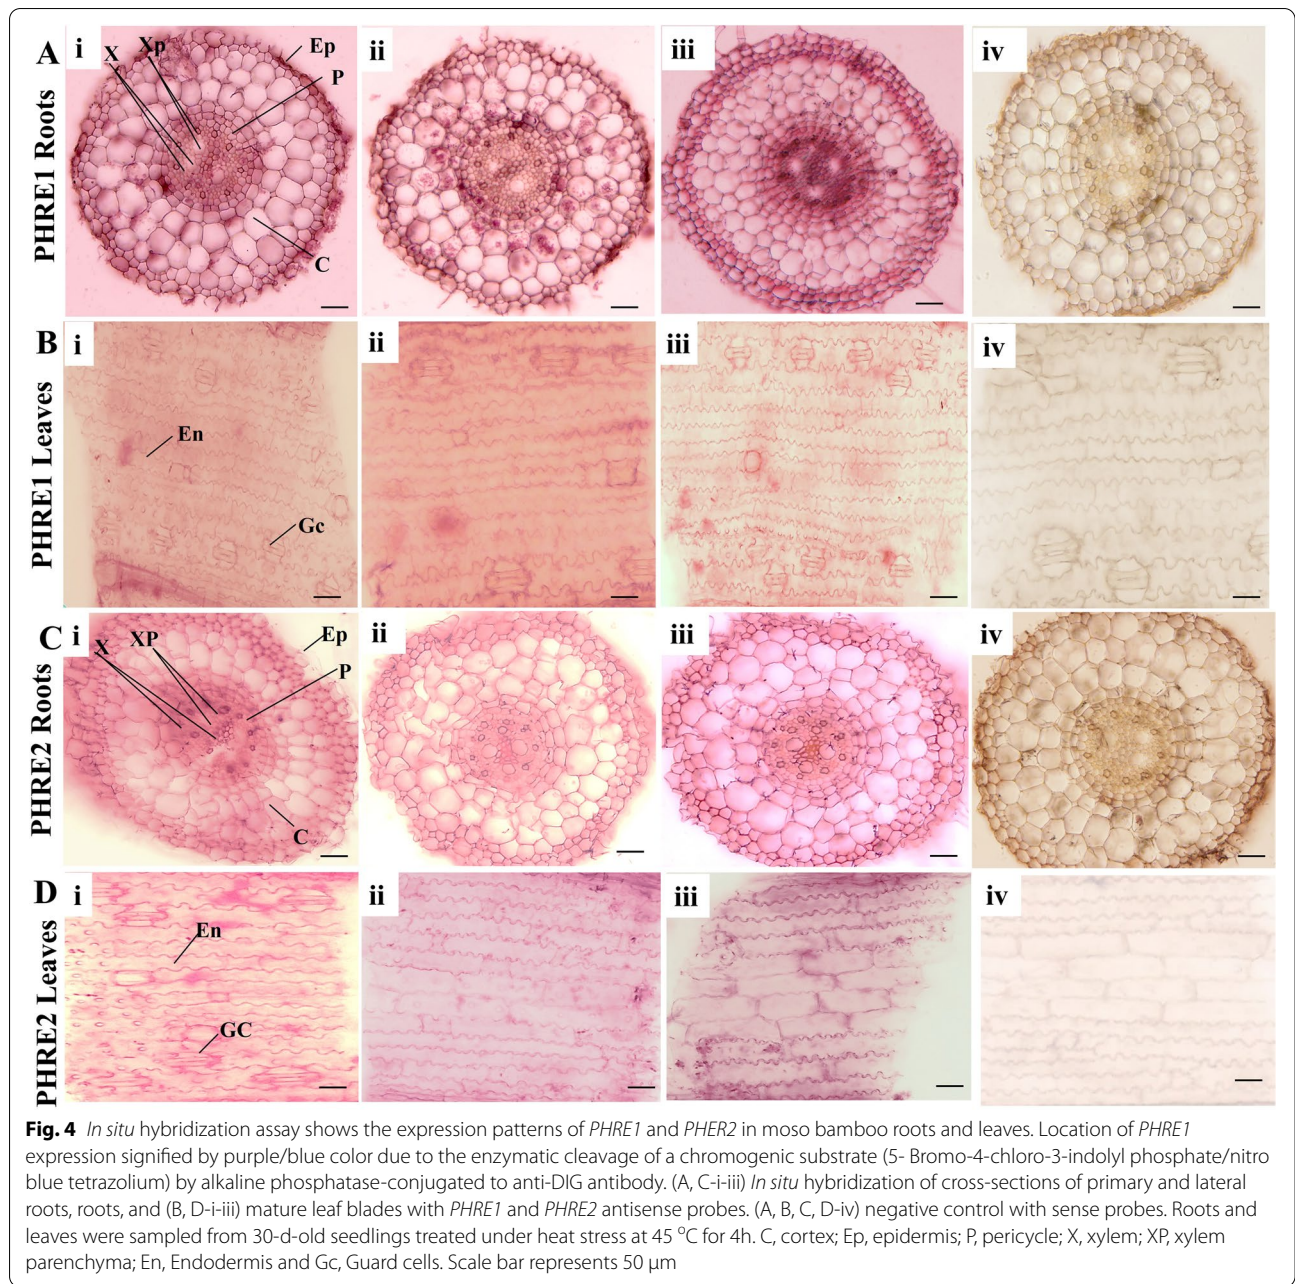 A i ii iii iv
X Xp Ep P C
PHRE1 Roots
B i ii iii iv
En Gc
PHRE1 Leaves
C i ii iii iv
X XP Ep P C
PHRE2 Roots
D i ii iii iv
En GC
PHRE2 Leaves
Fig. 4 In situ hybridization assay shows the expression patterns of PHRE1 and PHER2 in moso bamboo roots and leaves. Location of PHRE1
expression signified by purple/blue color due to the enzymatic cleavage of a chromogenic substrate (5- Bromo-4-chloro-3-indolyl phosphate/nitro
blue tetrazolium) by alkaline phosphatase-conjugated to anti-DIG antibody. (A, C-i-iii) In situ hybridization of cross-sections of primary and lateral
roots, roots, and (B, D-i-iii) mature leaf blades with PHRE1 and PHRE2 antisense probes. (A, B, C, D-iv) negative control with sense probes. Roots and
leaves were sampled from 30-d-old seedlings treated under heat stress at 45 °C for 4h. C, cortex; Ep, epidermis; P, pericycle; X, xylem; XP, xylem
parenchyma; En, Endodermis and Gc, Guard cells. Scale bar represents 50 µm